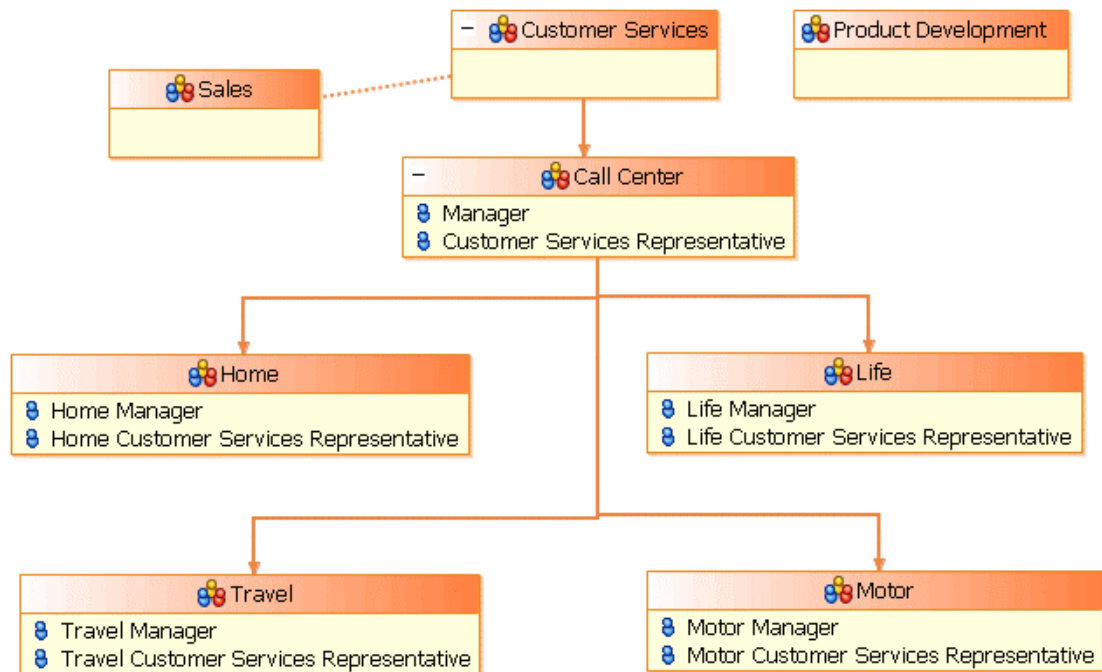 Customer Services
Product Development
Sales
Call Center
Manager
Customer Services Representative
Home
Home Manager
Home Customer Services Representative
Life
Life Manager
Life Customer Services Representative
Travel
Travel Manager
Travel Customer Services Representative
Motor
Motor Manager
Motor Customer Services Representative